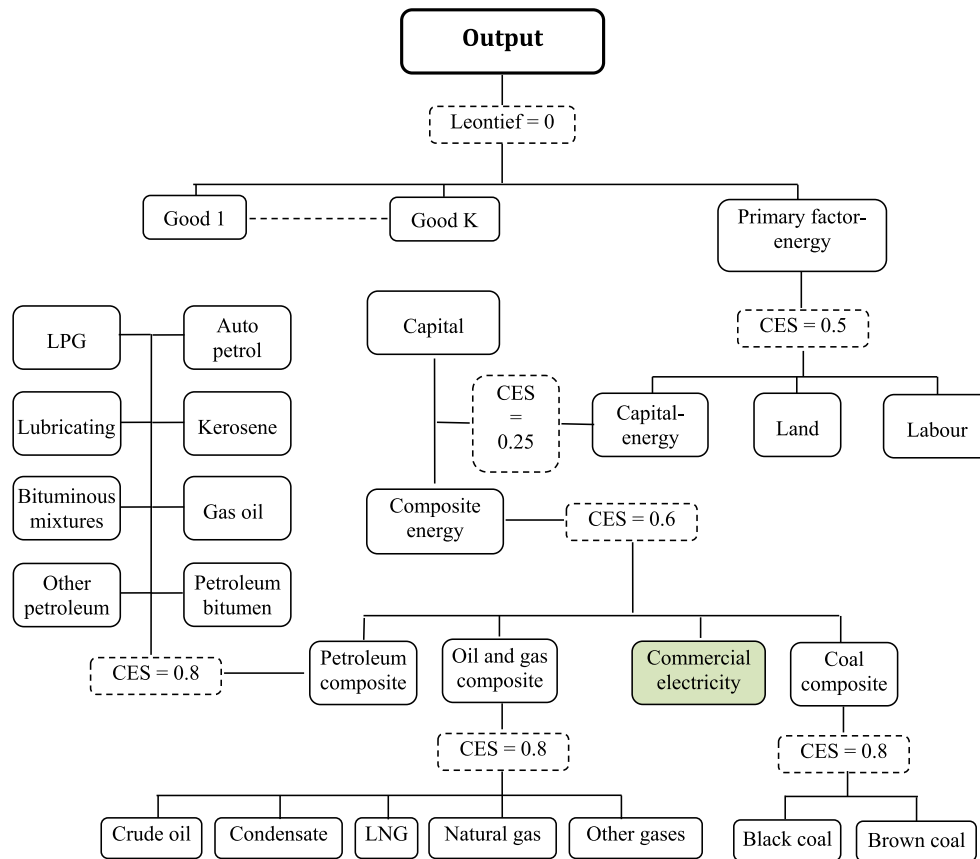 Output
Leontief = 0
Good 1
Good K
Primary factor-
energy
CES = 0.5
Capital-
energy
Land
Labour
Capital
CES
=
0.25
Composite
energy
CES = 0.6
LPG
Auto
petrol
Lubricating
Kerosene
Bituminous
mixtures
Gas oil
Other
petroleum
Petroleum
bitumen
CES = 0.8
Petroleum
composite
Oil and gas
composite
Commercial
electricity
Coal
composite
CES = 0.8
CES = 0.8
Crude oil
Condensate
LNG
Natural gas
Other gases
Black coal
Brown coal